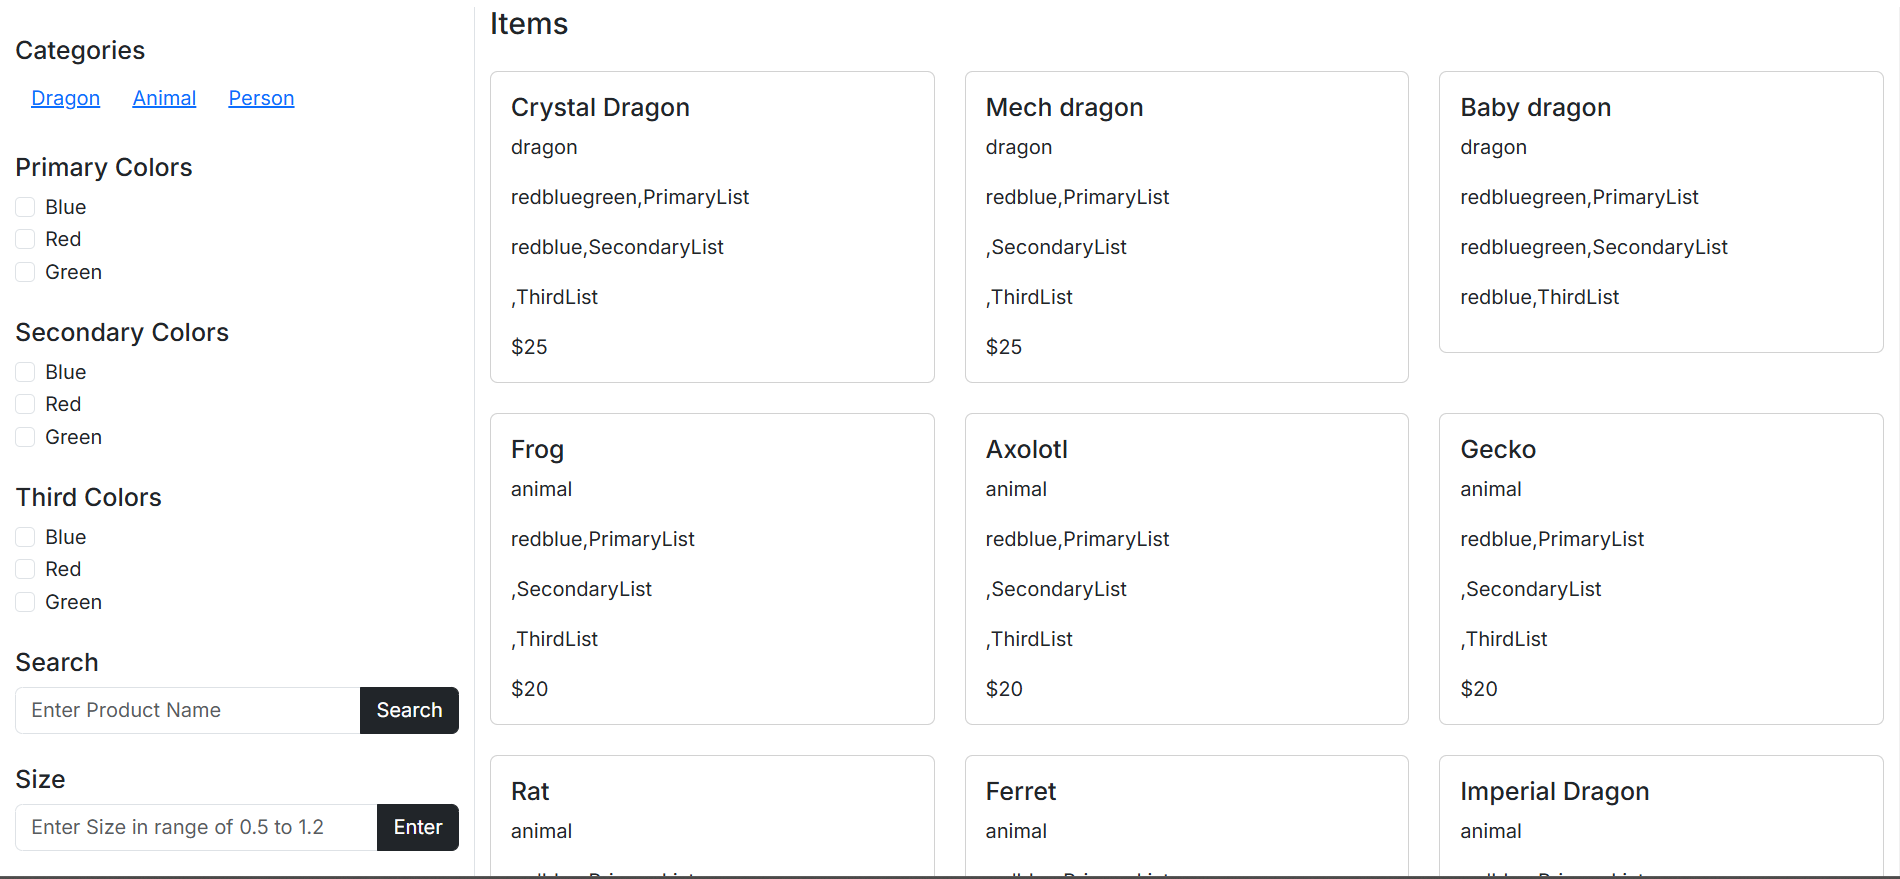 Categories
Dragon Animal Person
Primary Colors
Blue
Red
Green
Secondary Colors
Blue
Red
Green
Third Colors
Blue
Red
Green
Search
Enter Product Name Search
Size
Enter Size in range of 0.5 to 1.2 Enter
Items
Crystal Dragon
dragon
redbluegreen,PrimaryList
redblue,SecondaryList
,ThirdList
$25
Mech dragon
dragon
redblue,PrimaryList
,SecondaryList
,ThirdList
$25
Baby dragon
dragon
redbluegreen,PrimaryList
redbluegreen,SecondaryList
redblue,ThirdList
Frog
animal
redblue,PrimaryList
,SecondaryList
,ThirdList
$20
Axolotl
animal
redblue,PrimaryList
,SecondaryList
,ThirdList
$20
Gecko
animal
redblue,PrimaryList
,SecondaryList
,ThirdList
$20
Rat
animal
Ferret
animal
Imperial Dragon
animal